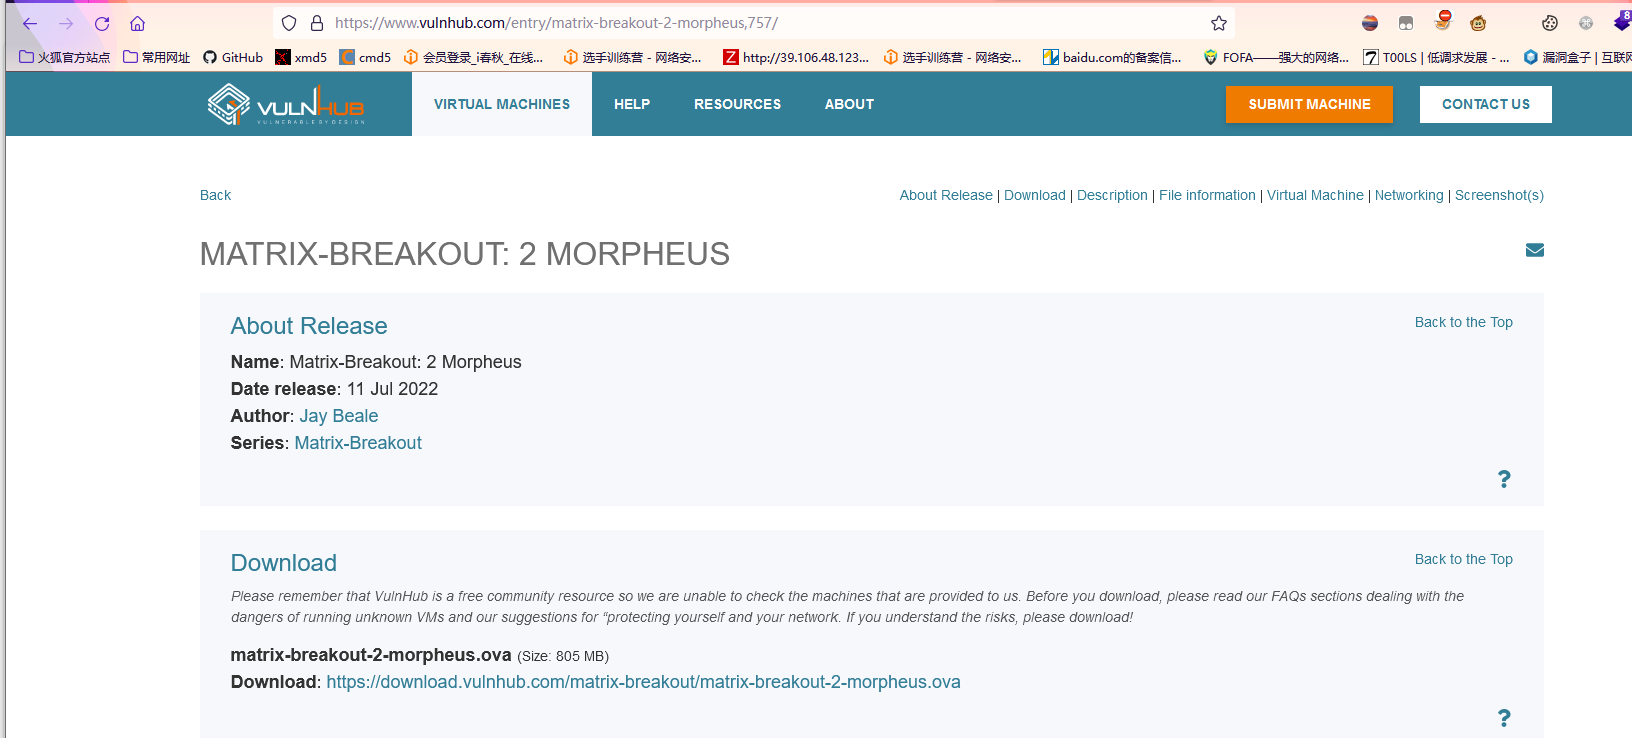 https://www.vulnhub.com/entry/matrix-breakout-2-morpheus,757/
8
火狐官方站点 常用网址 GitHub xmd5 cmd5 会员登录_i春秋_在线... 选手训练营 - 网络安... http://39.106.48.123... 选手训练营 - 网络安... baidu.com的备案信... FOFA——强大的网络... T00LS | 低调求发展 - ... 漏洞盒子 | 互联网
VULNHUB VIRTUAL MACHINES HELP RESOURCES ABOUT SUBMIT MACHINE CONTACT US
VULNERABLE BY DESIGN
Back About Release | Download | Description | File information | Virtual Machine | Networking | Screenshot(s)
MATRIX-BREAKOUT: 2 MORPHEUS
About Release Back to the Top
Name: Matrix-Breakout: 2 Morpheus
Date release: 11 Jul 2022
Author: Jay Beale
Series: Matrix-Breakout
?
Download Back to the Top
Please remember that VulnHub is a free community resource so we are unable to check the machines that are provided to us. Before you download, please read our FAQs sections dealing with the
dangers of running unknown VMs and our suggestions for “protecting yourself and your network. If you understand the risks, please download!
matrix-breakout-2-morpheus.ova (Size: 805 MB)
Download: https://download.vulnhub.com/matrix-breakout/matrix-breakout-2-morpheus.ova
?